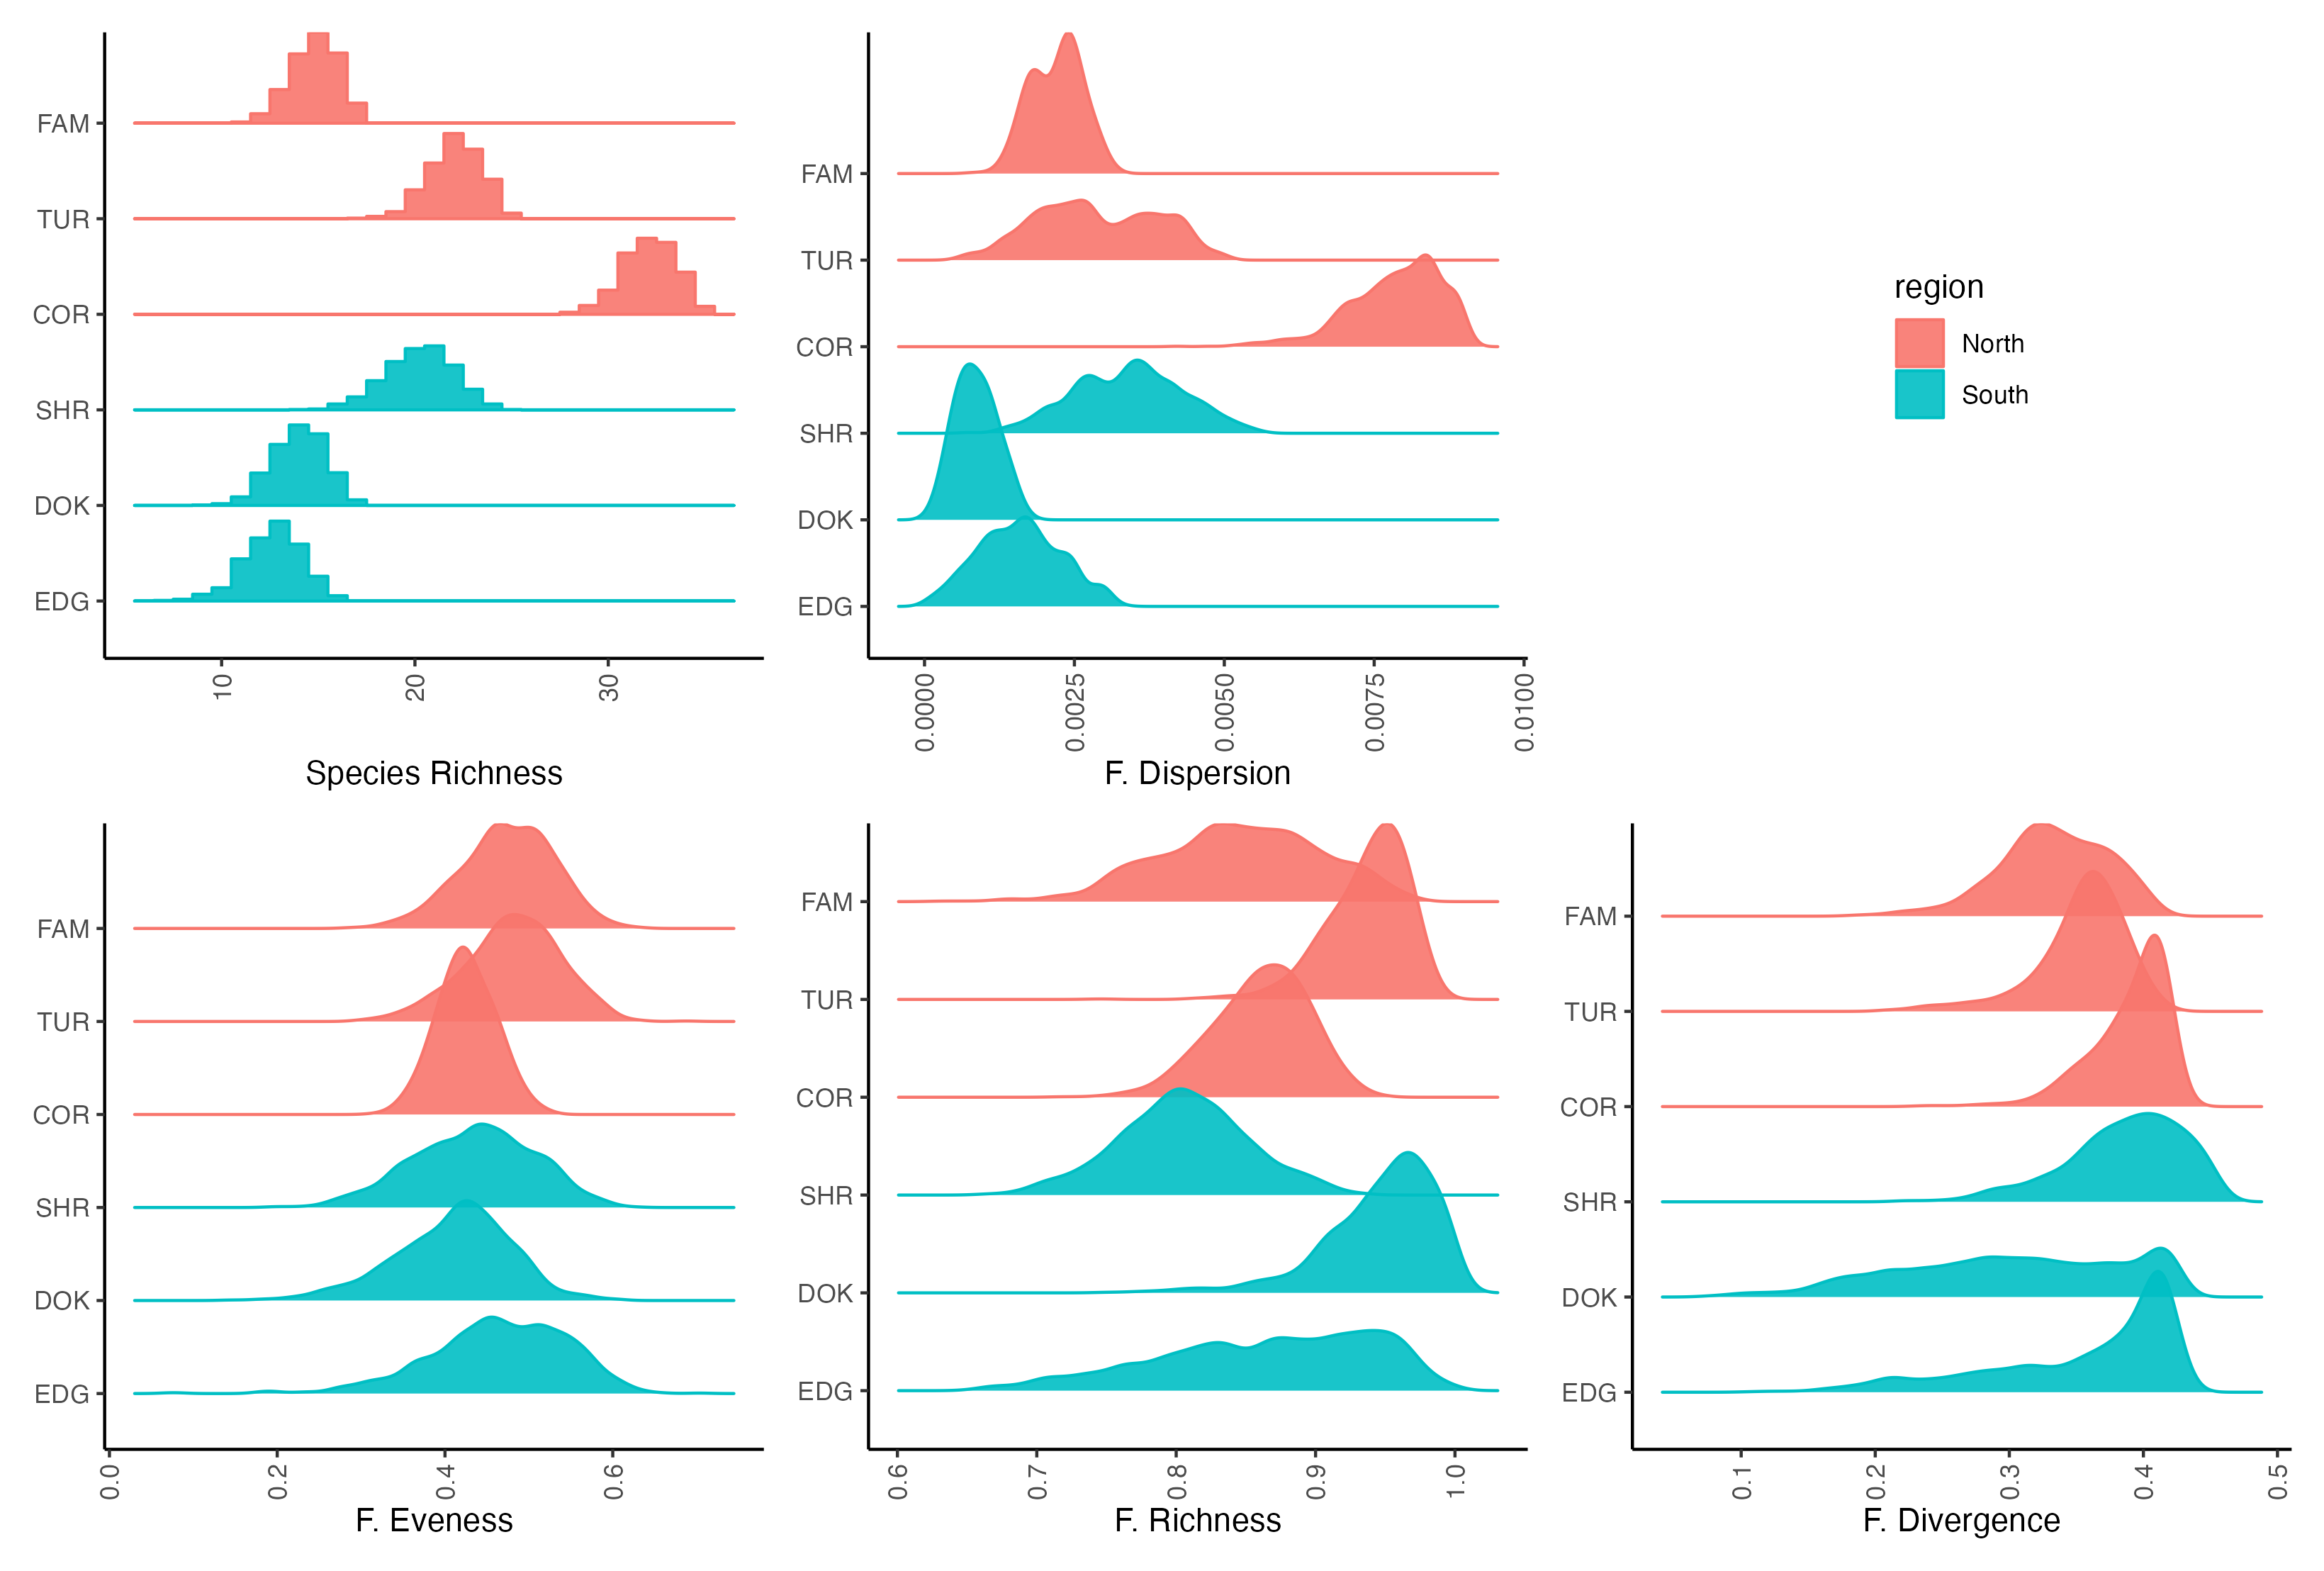 FAM
TUR
COR
SHR
DOK
EDG
10
20
30
Species Richness
FAM
TUR
COR
SHR
DOK
EDG
0.0000
0.0025
0.0050
0.0075
0.0100
F. Dispersion
region
North
South
FAM
TUR
COR
SHR
DOK
EDG
0.0
0.2
0.4
0.6
F. Eveness
FAM
TUR
COR
SHR
DOK
EDG
0.6
0.7
0.8
0.9
1.0
F. Richness
FAM
TUR
COR
SHR
DOK
EDG
0.1
0.2
0.3
0.4
0.5
F. Divergence